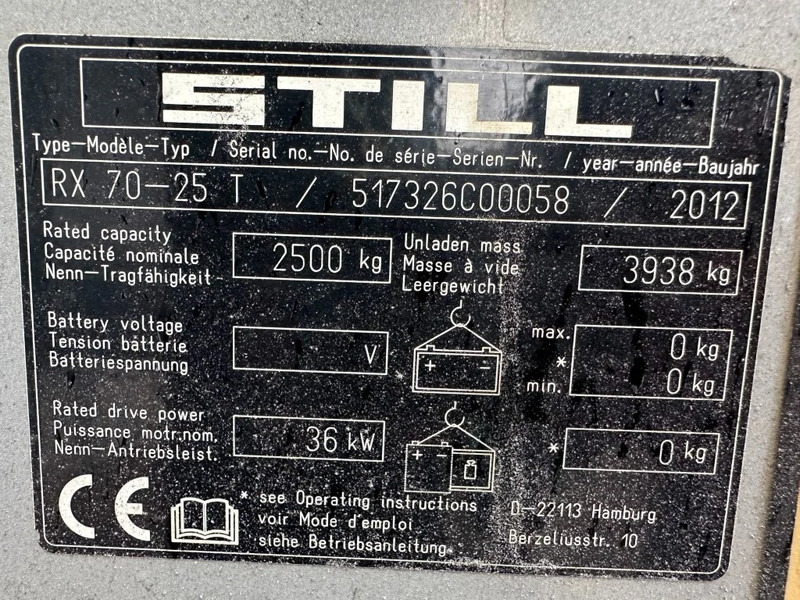 STILL
Type-Modèle-Typ / Serial no.-No. de série-Serien-Nr. / year-année-Baujahr
RX 70-25 T / 517326C00058 / 2012
Rated capacity
Capacité nominale
Nenn-Tragfähigkeit
2500 kg
Unladen mass
Masse à vide
Leergewicht
3938 kg
Battery voltage
Tension bàtterie
Batteriespannung
V
+ -
max. 0 kg
*
min. 0 kg
Rated drive power
Puissance motr.nom.
Nenn-Antriebsleist.
36 kW
+ -
* 0 kg
CE
* see Operating instructions
voir Mode d'emploi
siehe Betriebsanleitung
D-22113 Hamburg
Berzeliusstr. 10